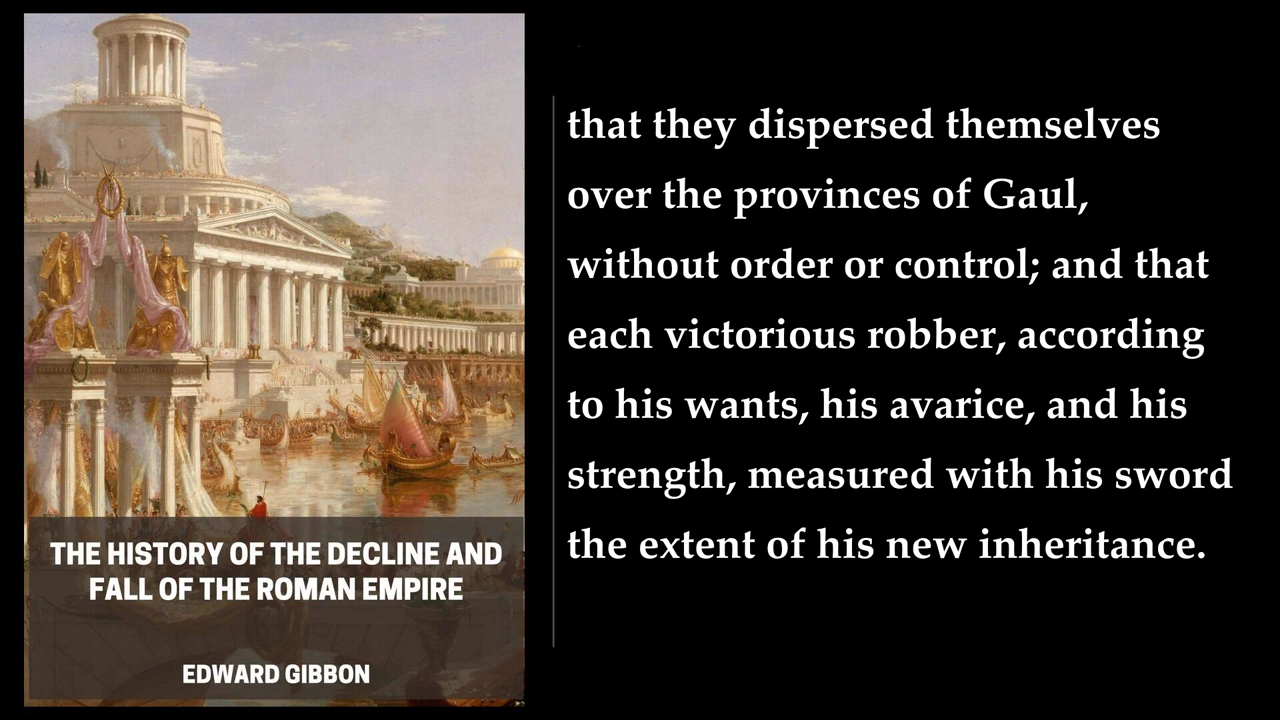 THE HISTORY OF THE DECLINE AND
FALL OF THE ROMAN EMPIRE
EDWARD GIBBON
that they dispersed themselves
over the provinces of Gaul,
without order or control; and that
each victorious robber, according
to his wants, his avarice, and his
strength, measured with his sword
the extent of his new inheritance.